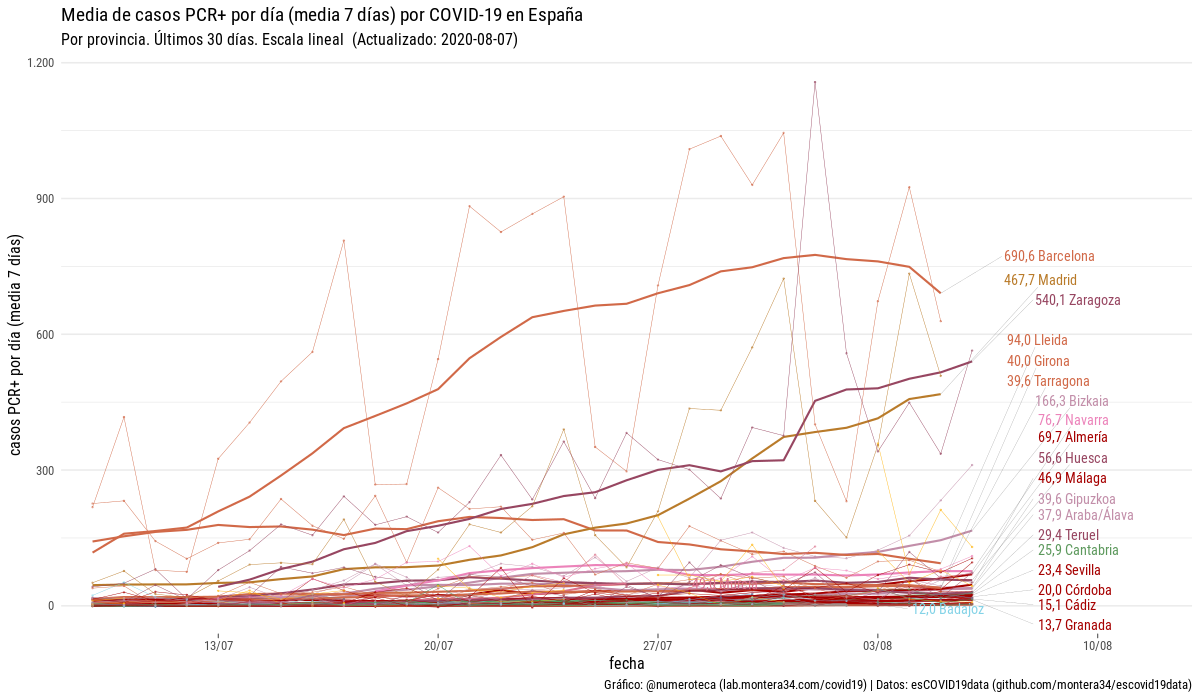 Media de casos PCR+ por día (media 7 días) por COVID-19 en España
Por provincia. Últimos 30 días. Escala lineal  (Actualizado: 2020-08-07)
casos PCR+ por día (media 7 días)
1.200
900
600
300
0
690,6 Barcelona
467,7 Madrid
540,1 Zaragoza
94,0 Lleida
40,0 Girona
39,6 Tarragona
166,3 Bizkaia
76,7 Navarra
69,7 Almería
56,6 Huesca
46,9 Málaga
39,6 Gipuzkoa
37,9 Araba/Álava
29,4 Teruel
25,9 Cantabria
23,4 Sevilla
20,0 Córdoba
15,1 Cádiz
12,0 Badajoz
13,7 Granada
13/07
20/07
27/07
03/08
10/08
fecha
Gráfico: @numeroteca (lab.montera34.com/covid19) | Datos: esCOVID19data (github.com/montera34/escovid19data)